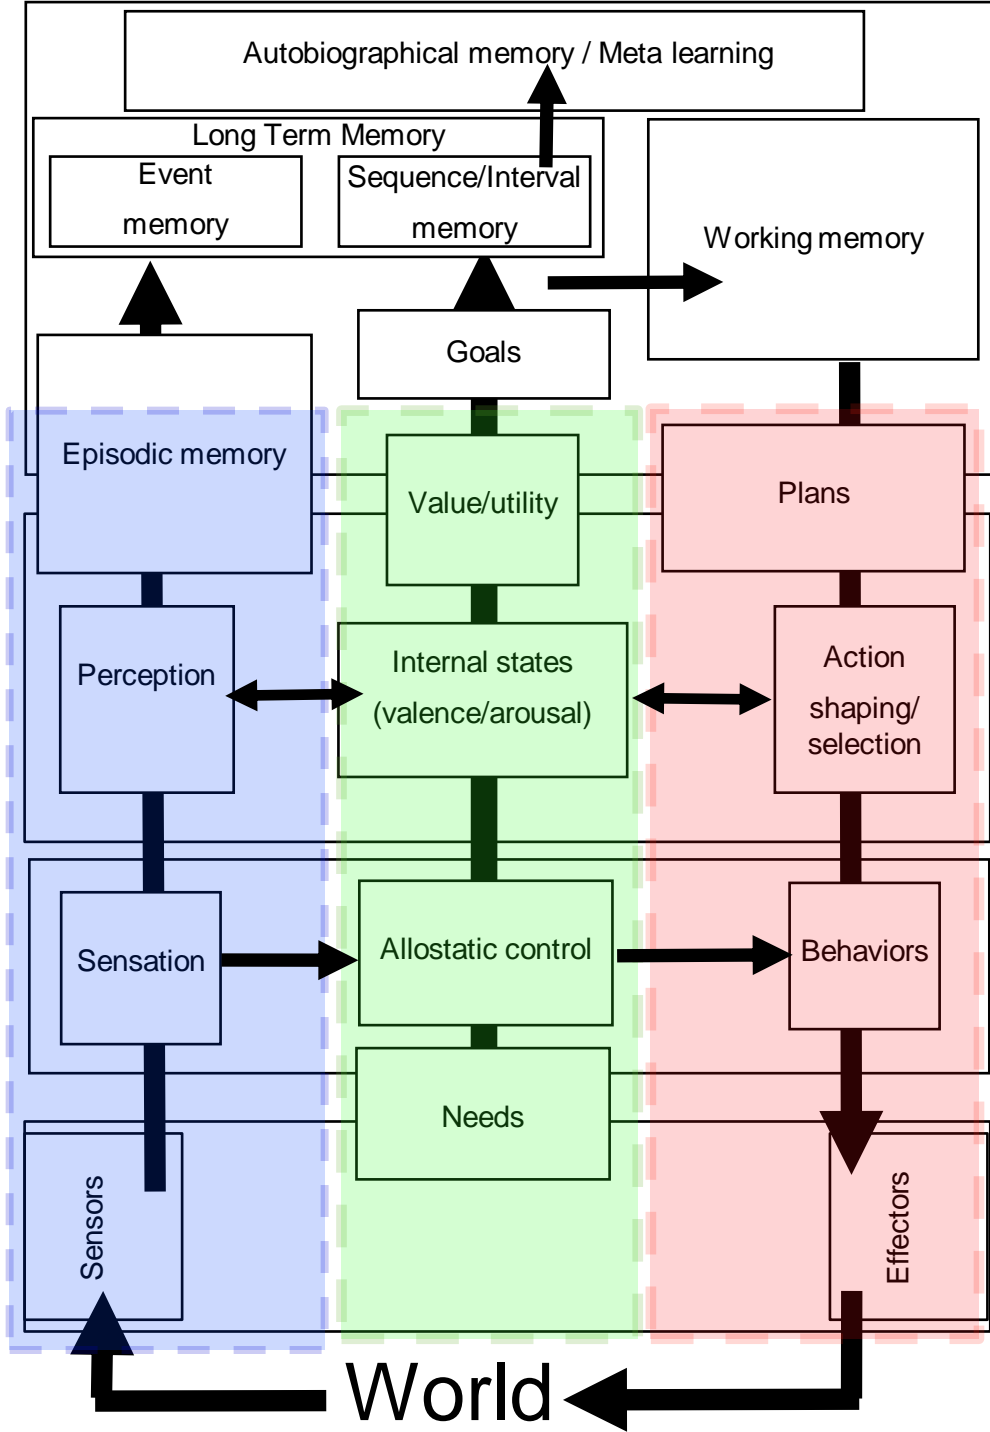 Autobiographical memory / Meta learning
Long Term Memory
Event
memory
Sequence/Interval
memory
Working memory
Goals
Episodic memory
Value/utility
Plans
Perception
Internal states
(valence/arousal)
Action
shaping/
selection
Sensation
Allostatic control
Behaviors
Needs
Sensors
Effectors
World